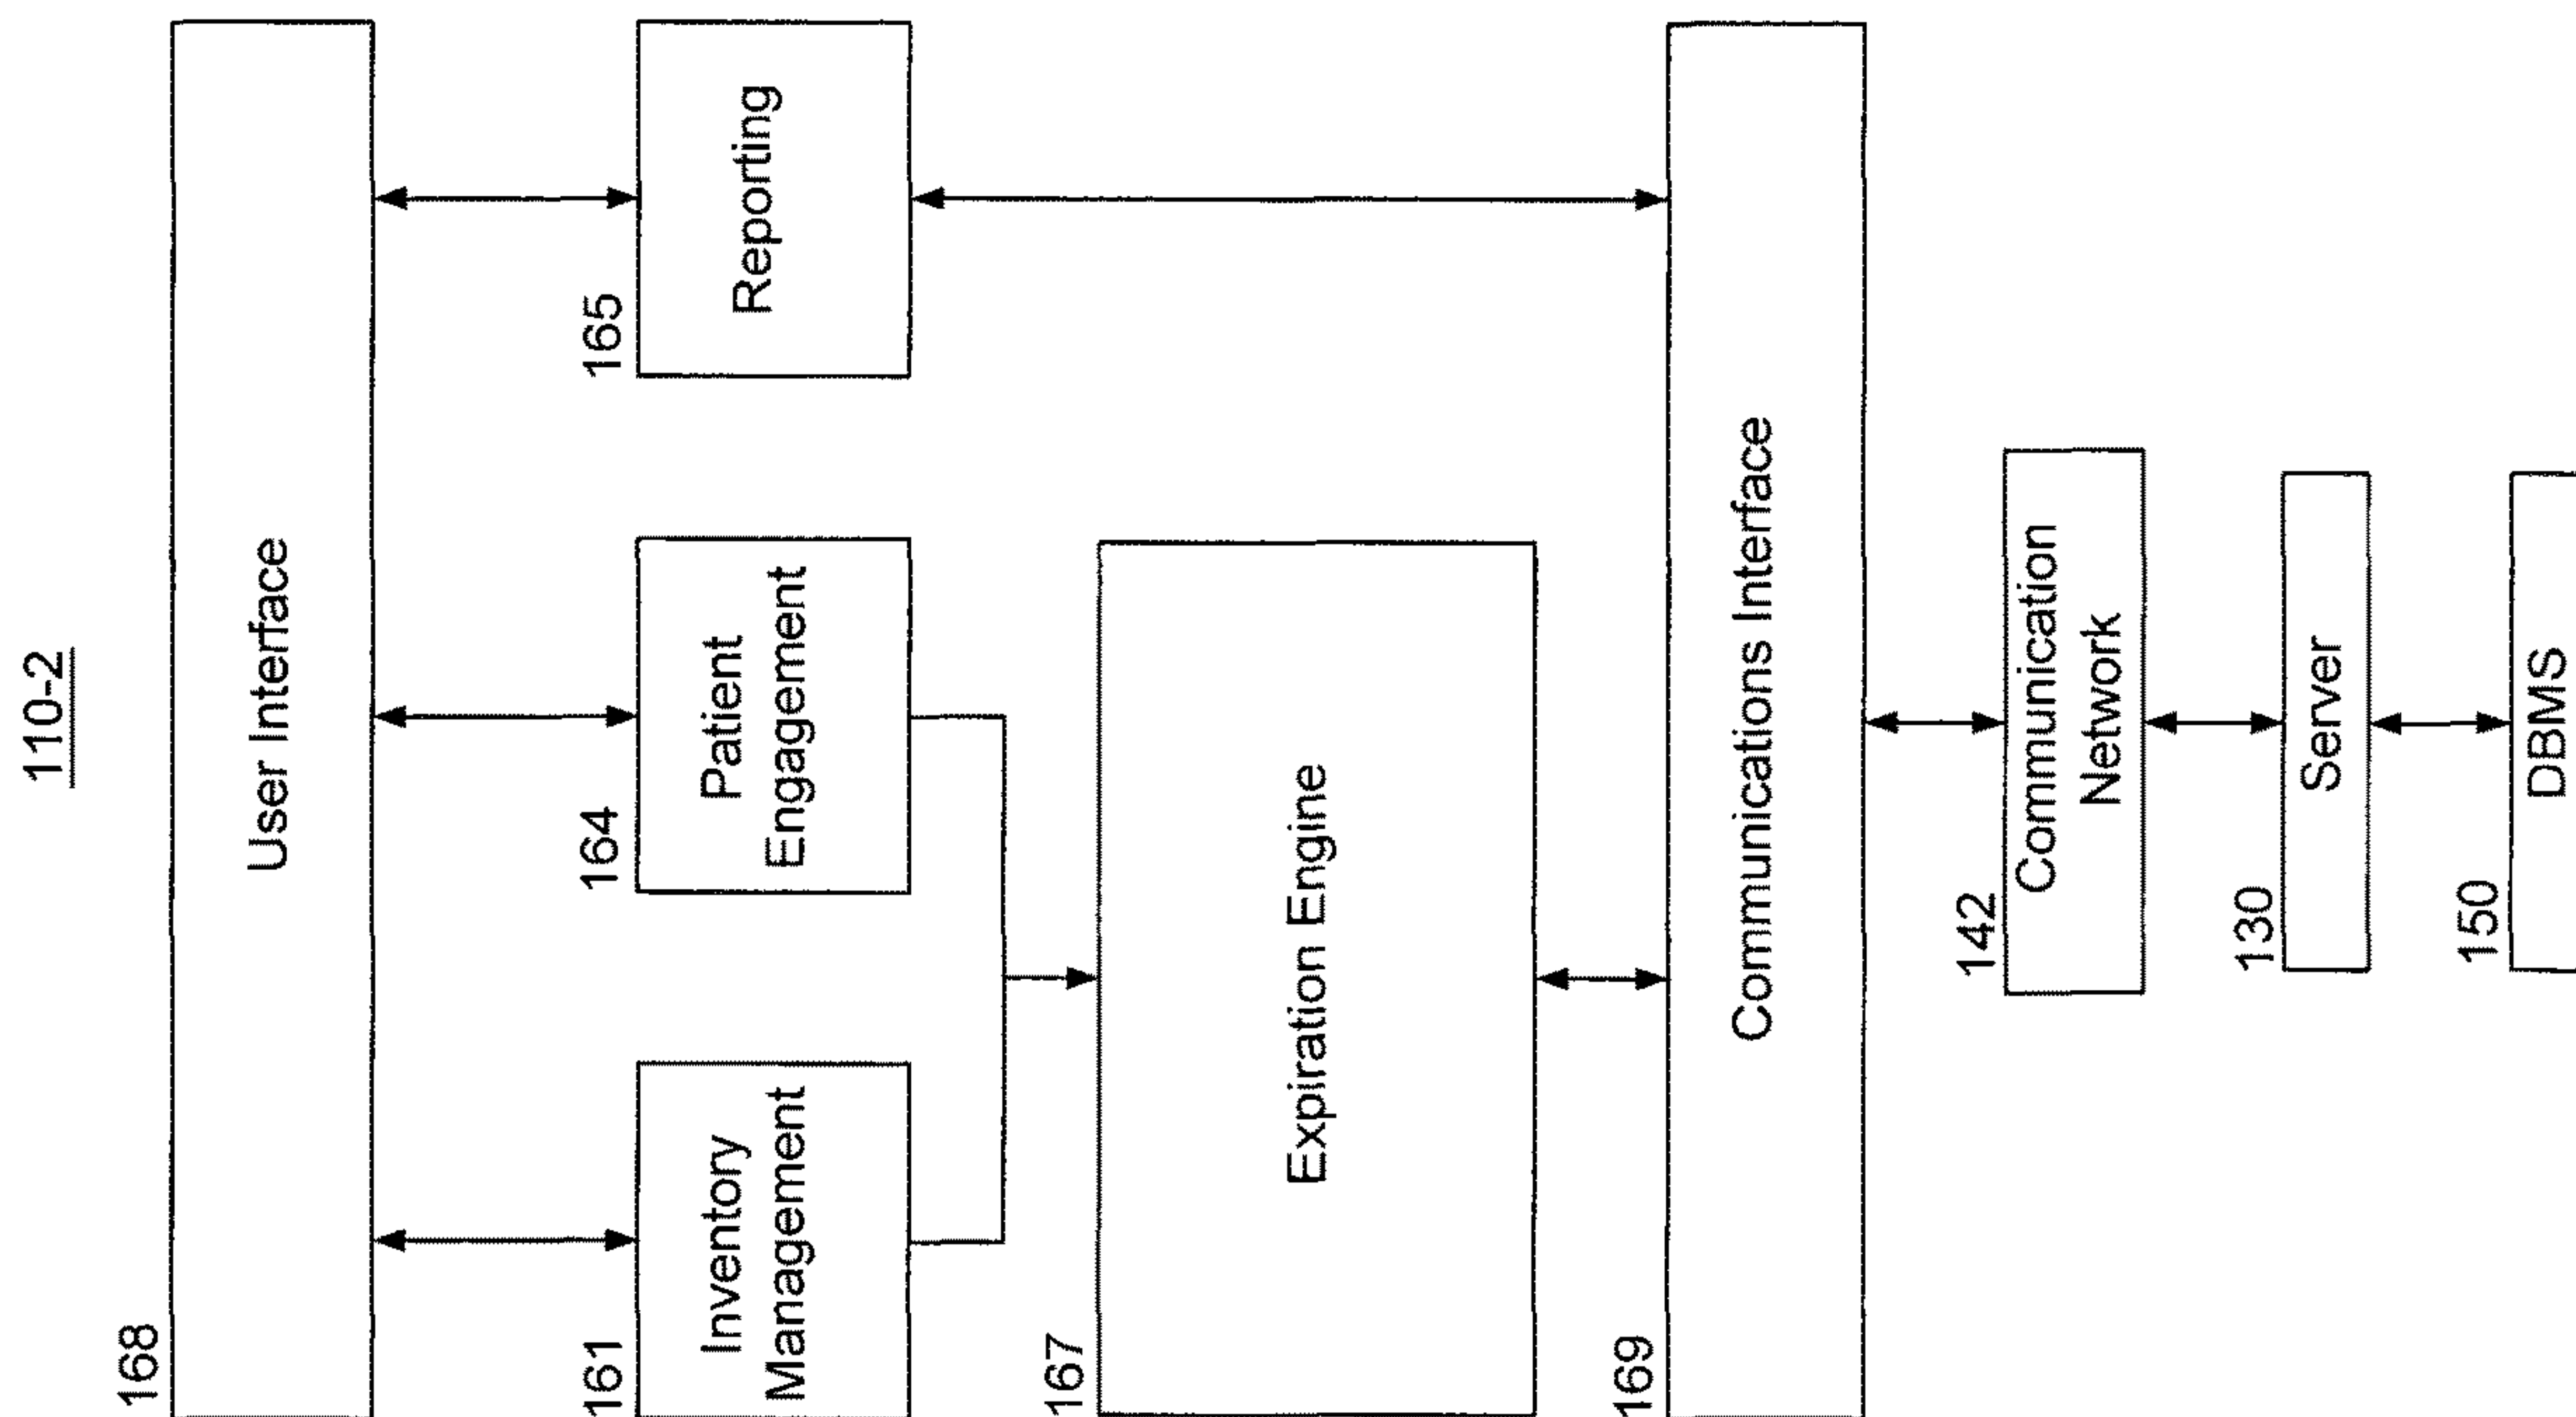 110-2
168
User Interface
161
Inventory
Management
164
Patient
Engagement
165
Reporting
167
Expiration Engine
169
Communications Interface
142
Communication
Network
130
Server
150
DBMS